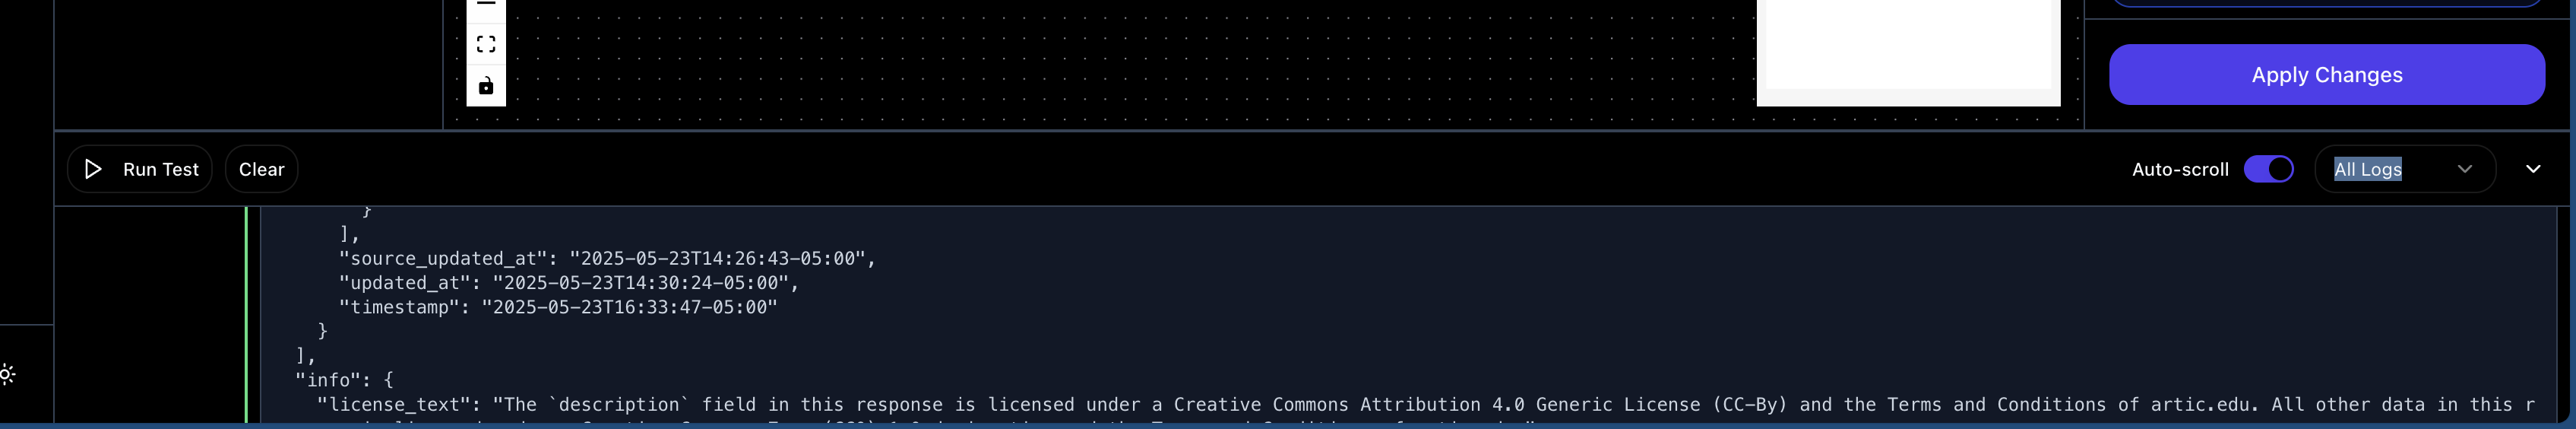 Apply Changes
Run Test
Clear
Auto-scroll
All Logs
}
],
"source_updated_at": "2025-05-23T14:26:43-05:00",
"updated_at": "2025-05-23T14:30:24-05:00",
"timestamp": "2025-05-23T16:33:47-05:00"
}
],
"info": {
"license_text": "The `description` field in this response is licensed under a Creative Commons Attribution 4.0 Generic License (CC-By) and the Terms and Conditions of artic.edu. All other data in this r